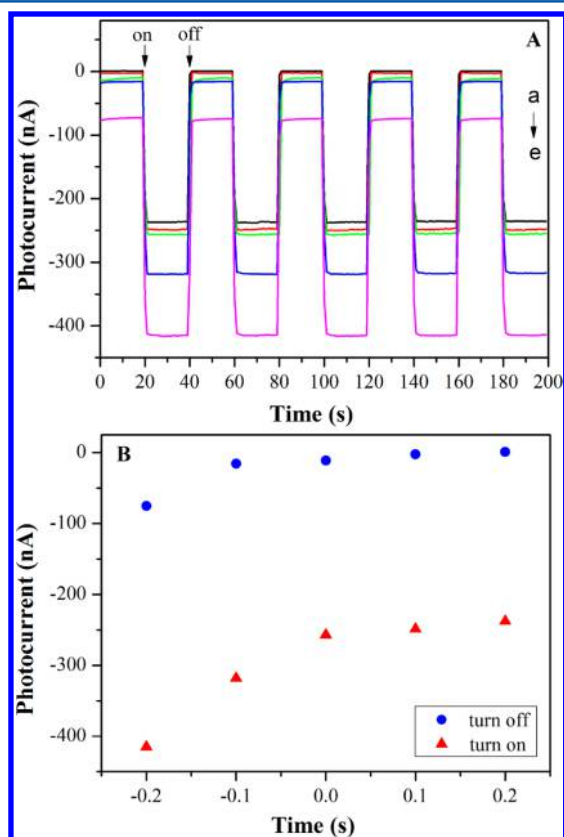 on off A
0
-100
-200
-300
-400
a
e
Photocurrent (nA)
0 20 40 60 80 100 120 140 160 180 200
Time (s)
B
0
-100
-200
-300
-400
Photocurrent (nA)
turn off
turn on
-0.2 -0.1 0.0 0.1 0.2
Time (s)